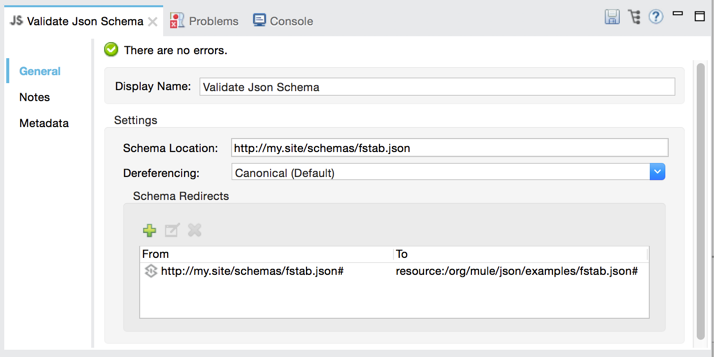 JS Validate Json Schema Problems Console
There are no errors.
General
Display Name: Validate Json Schema
Notes
Metadata
Settings
Schema Location: http://my.site/schemas/fstab.json
Dereferencing: Canonical (Default)
Schema Redirects
From To
http://my.site/schemas/fstab.json# resource:/org/mule/json/examples/fstab.json#